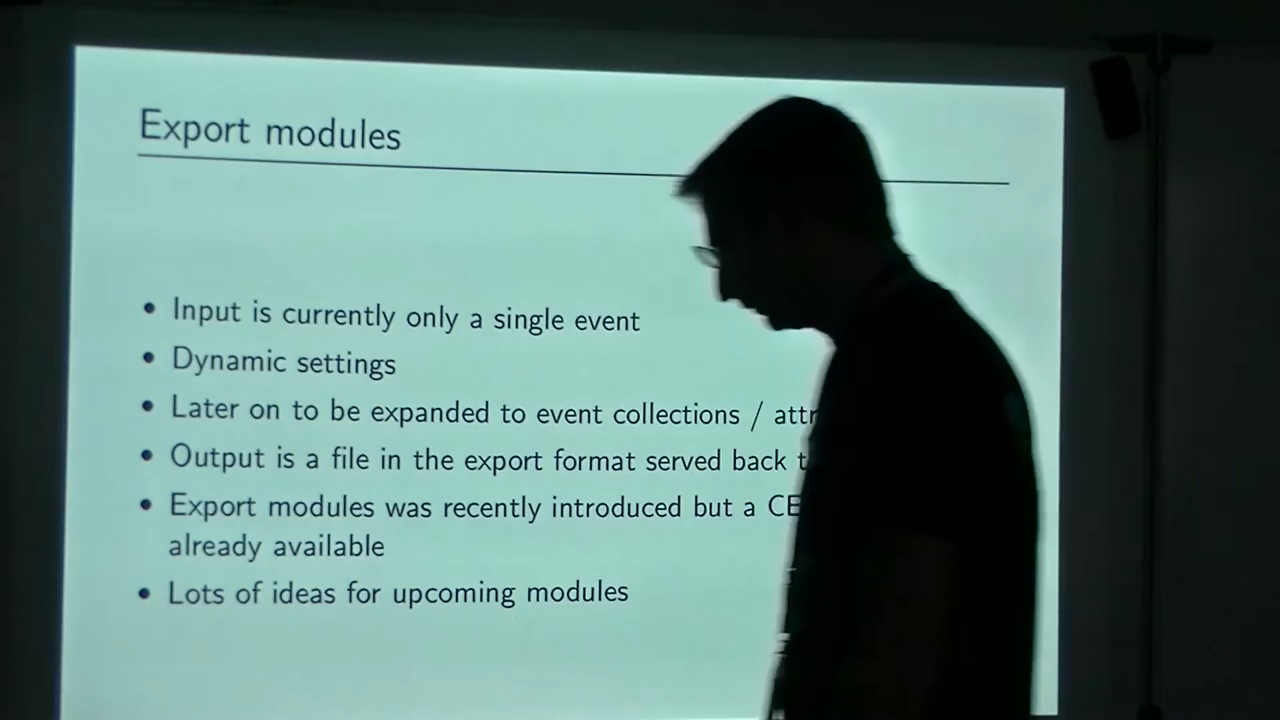 Export modules
• Input is currently only a single event
• Dynamic settings
• Later on to be expanded to event collections /
• Output is a file in the export format served back
• Export modules was recently introduced but a
already available
• Lots of ideas for upcoming modules